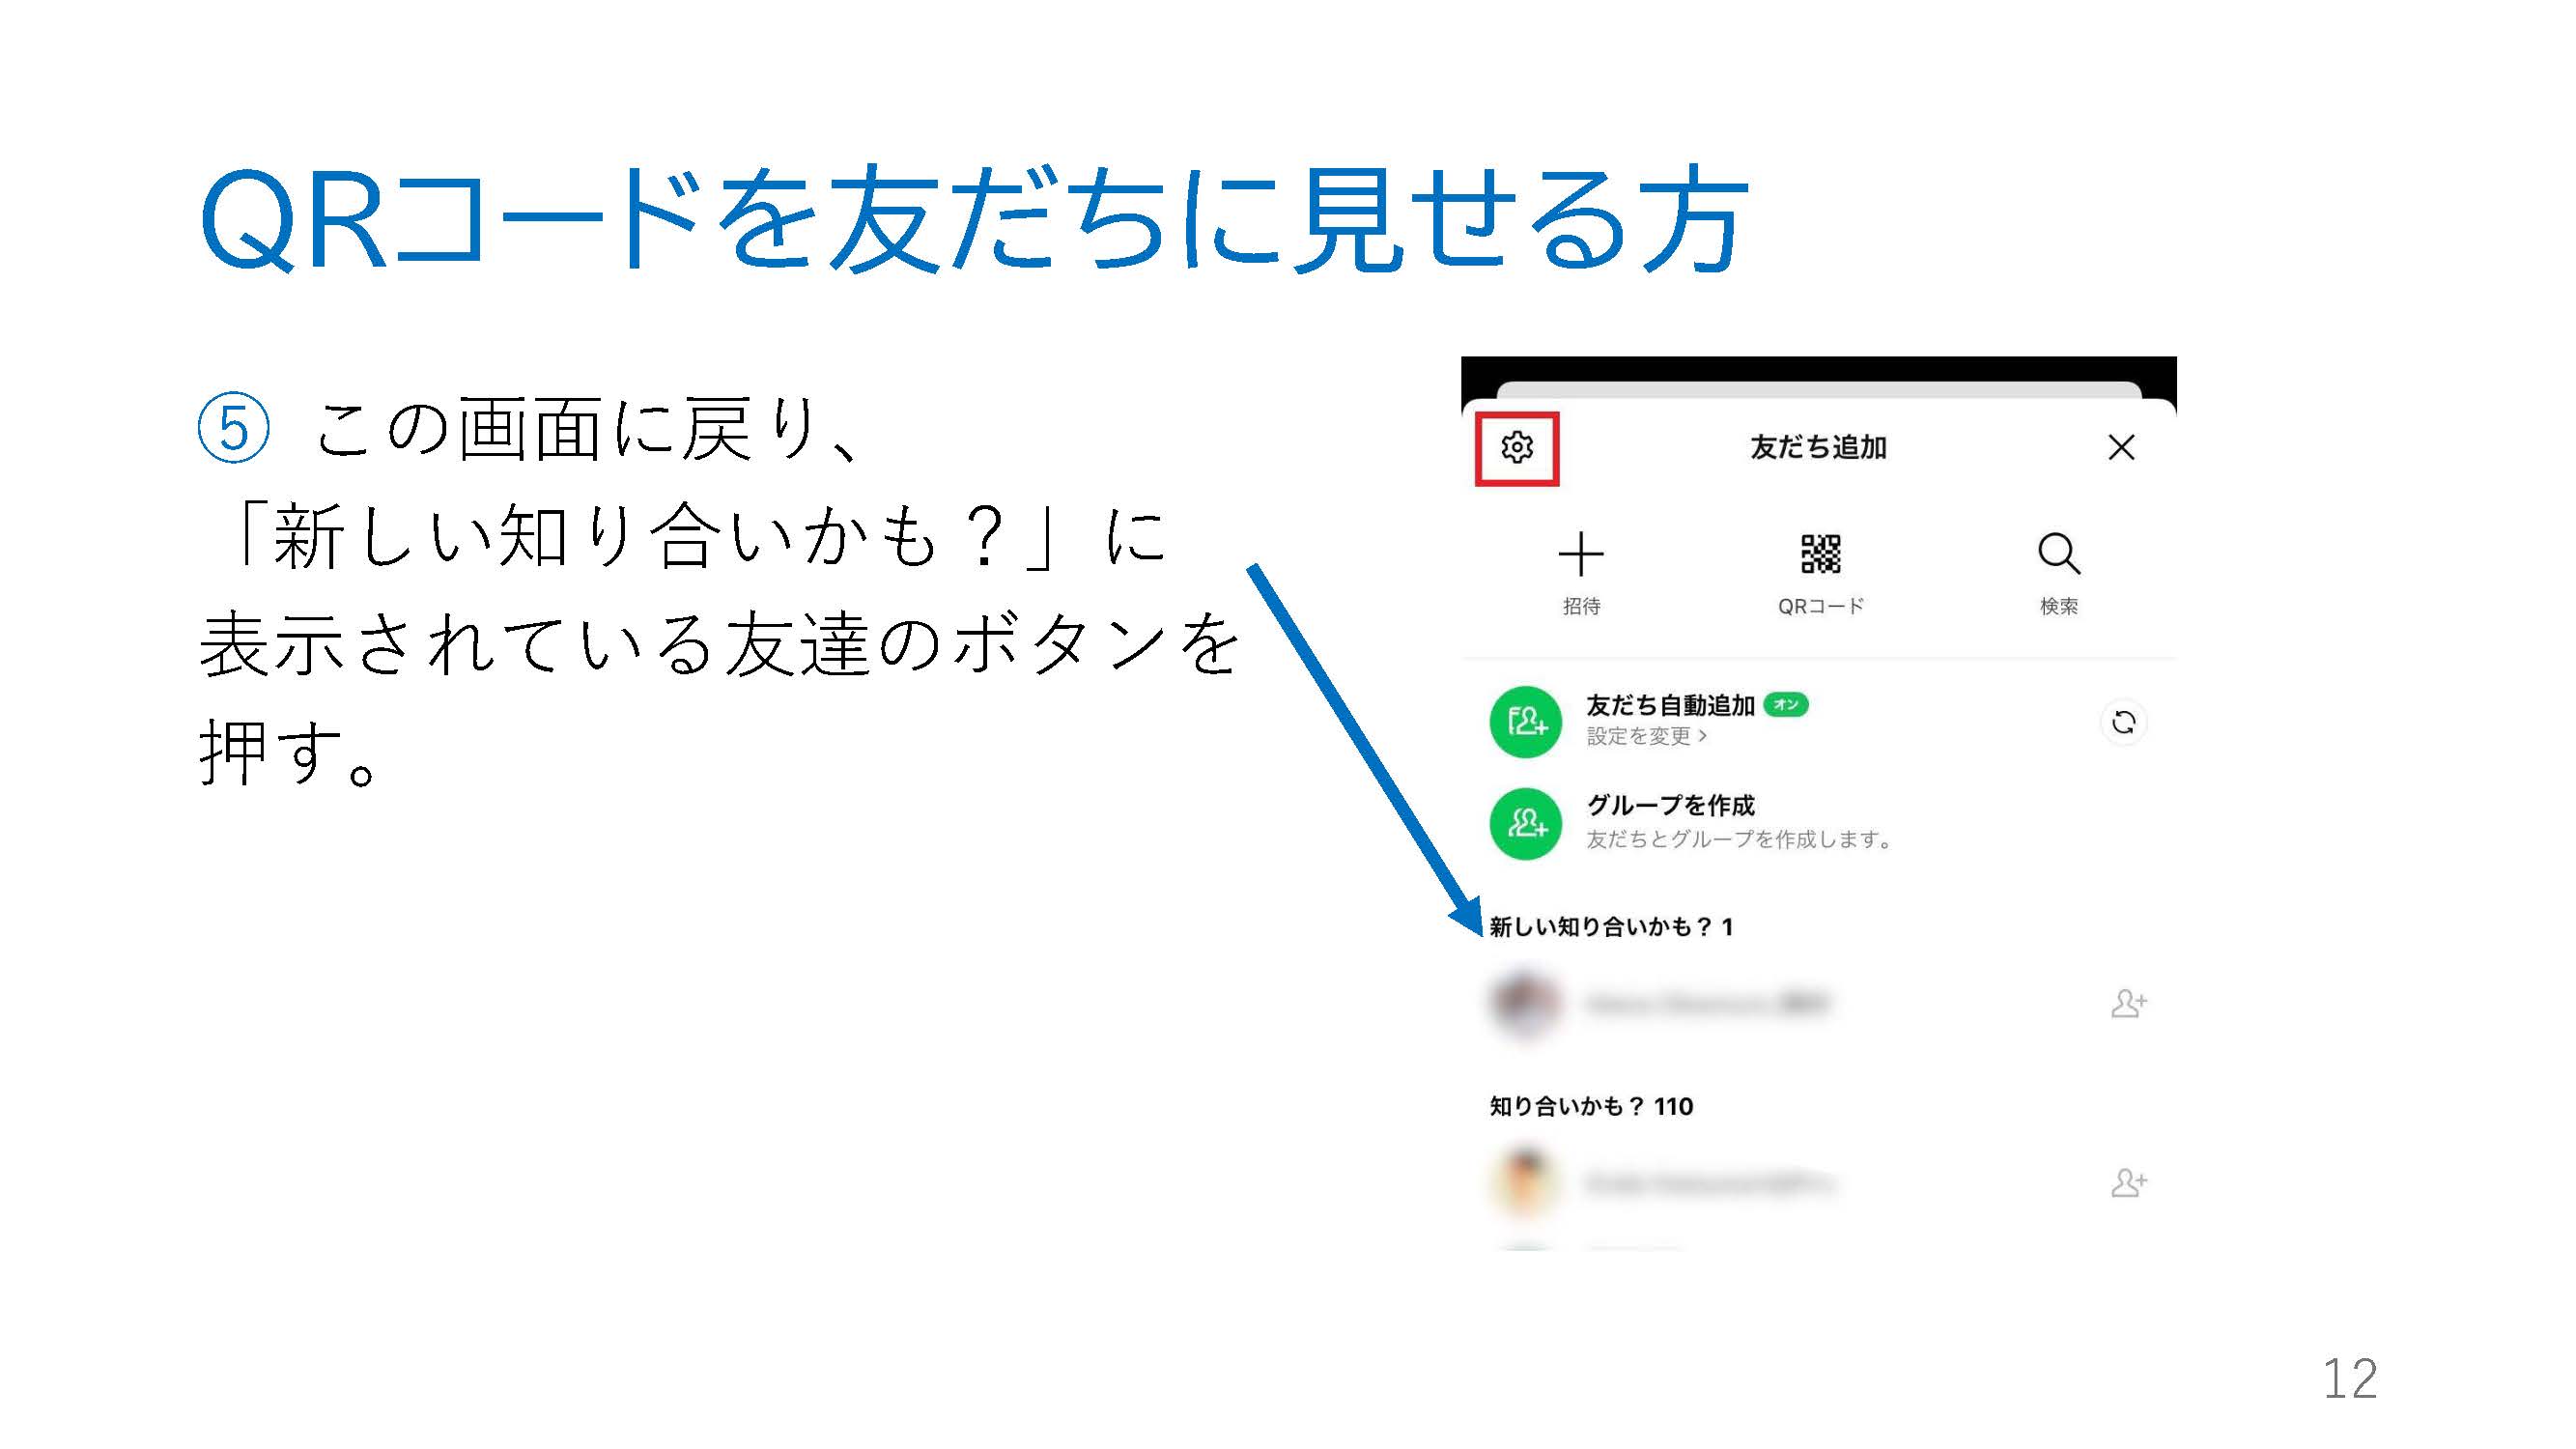 QRコードを友だちに見せる方
⑤ この画面に戻り、
「新しい知り合いかも？」に
表示されている友達のボタンを
押す。
友だち追加
招待
QRコード
検索
友だち自動追加 オン
設定を変更 >
グループを作成
友だちとグループを作成します。
新しい知り合いかも？ 1
知り合いかも？ 110
12